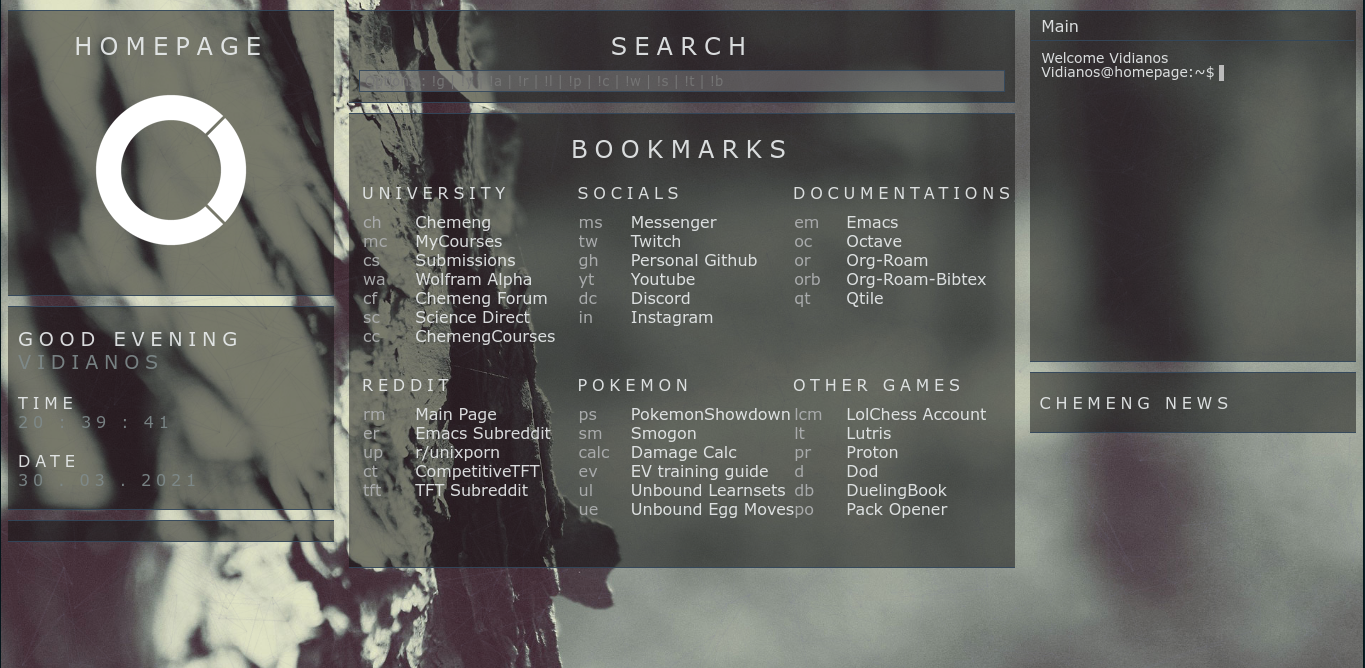 HOMEPAGE
GOOD EVENING
VIDIANOS
TIME
20 : 39 : 41
DATE
30 . 03 . 2021
SEARCH
!g | | !r | !l | !p | !c | !w | !s | !t | !b
BOOKMARKS
UNIVERSITY
ch Chemeng
mc MyCourses
cs Submissions
wa Wolfram Alpha
cf Chemeng Forum
sc Science Direct
cc ChemengCourses
SOCIALS
ms Messenger
tw Twitch
gh Personal Github
yt Youtube
dc Discord
in Instagram
DOCUMENTATIONS
em Emacs
oc Octave
or Org-Roam
orb Org-Roam-Bibtex
qt Qtile
REDDIT
rm Main Page
er Emacs Subreddit
up r/unixporn
ct CompetitiveTFT
tft TFT Subreddit
POKEMON
ps PokemonShowdown
sm Smogon
calc Damage Calc
ev EV training guide
ul Unbound Learnsets
ue Unbound Egg Moves
OTHER GAMES
lcm LolChess Account
lt Lutris
pr Proton
d Dod
db DuelingBook
po Pack Opener
Main
Welcome Vidianos
Vidianos@homepage:~$
CHEMENG NEWS